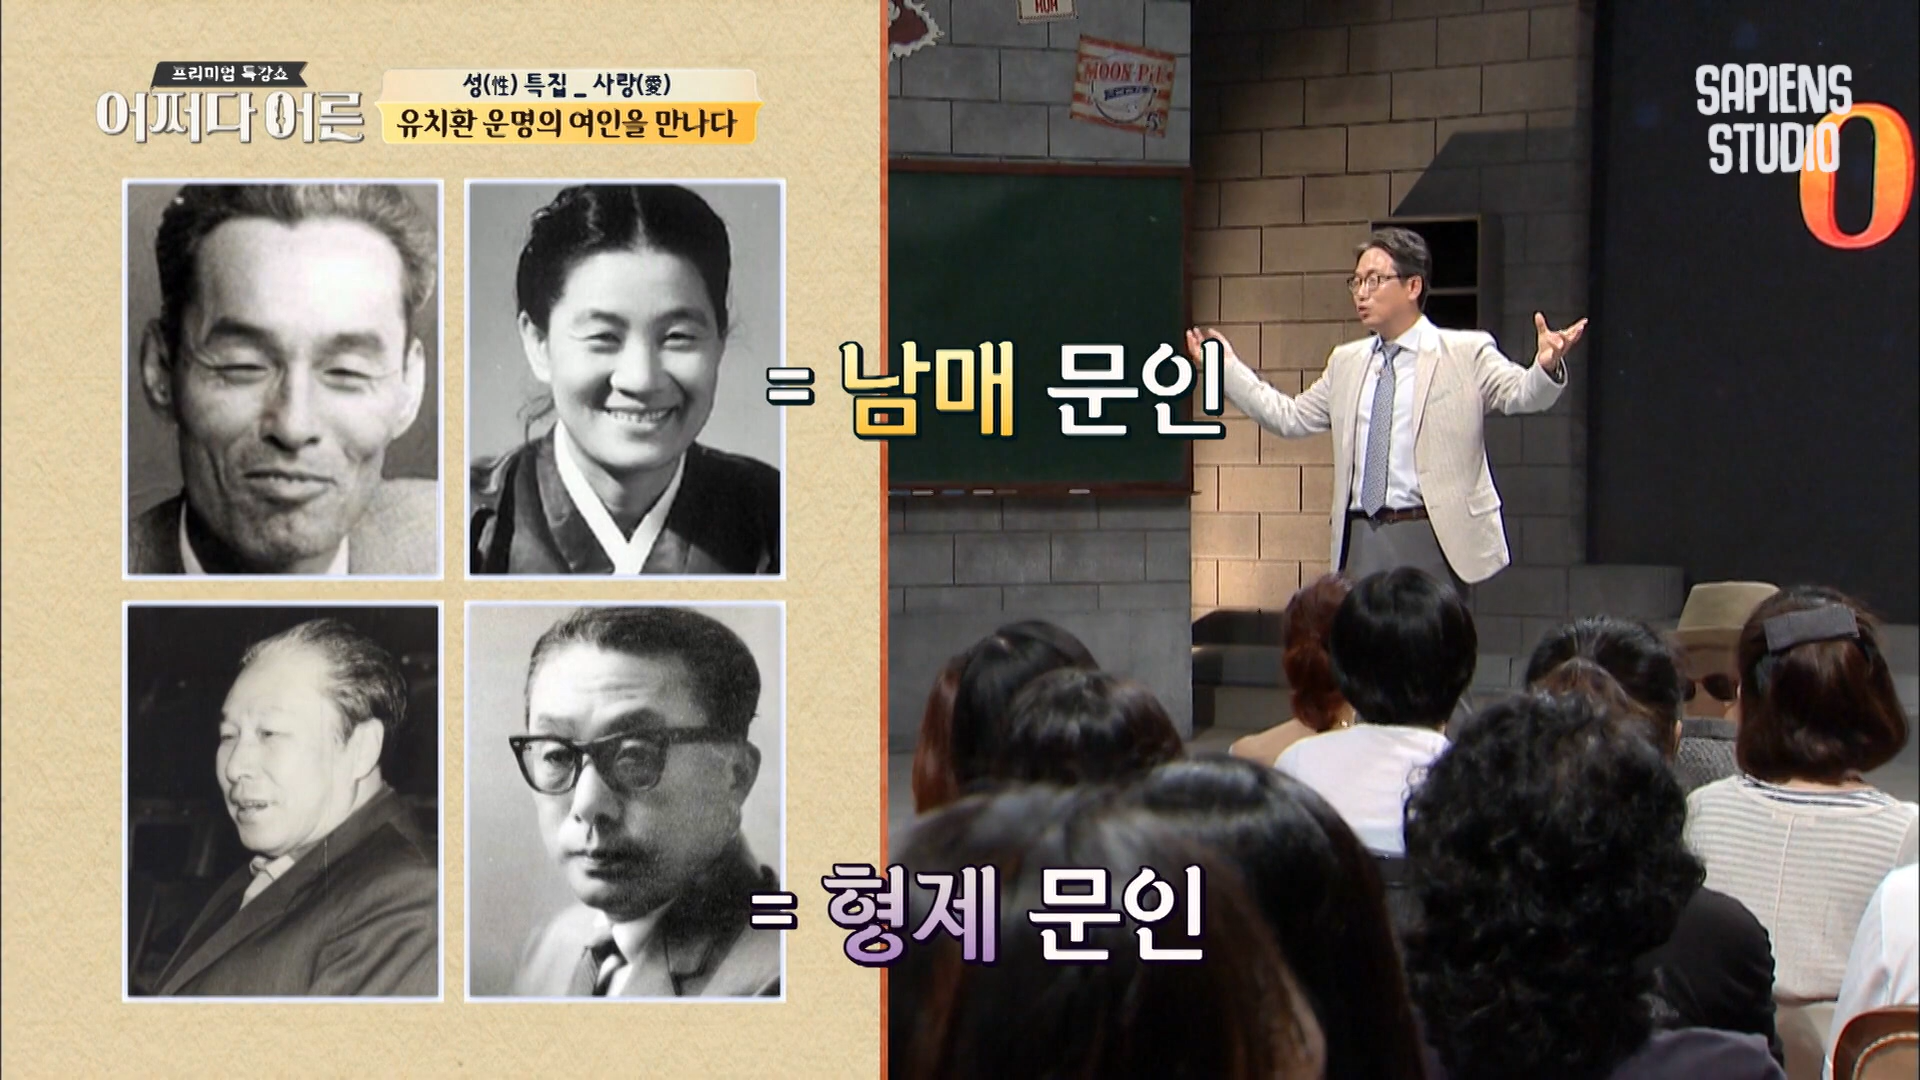 프리미엄 특강쇼
어쩌다 어른
성(性) 특집 _ 사랑(愛)
유치환 운명의 여인을 만나다
MOON PIE
SAPIENS
STUDIO
O
= 남매 문인
= 형제 문인